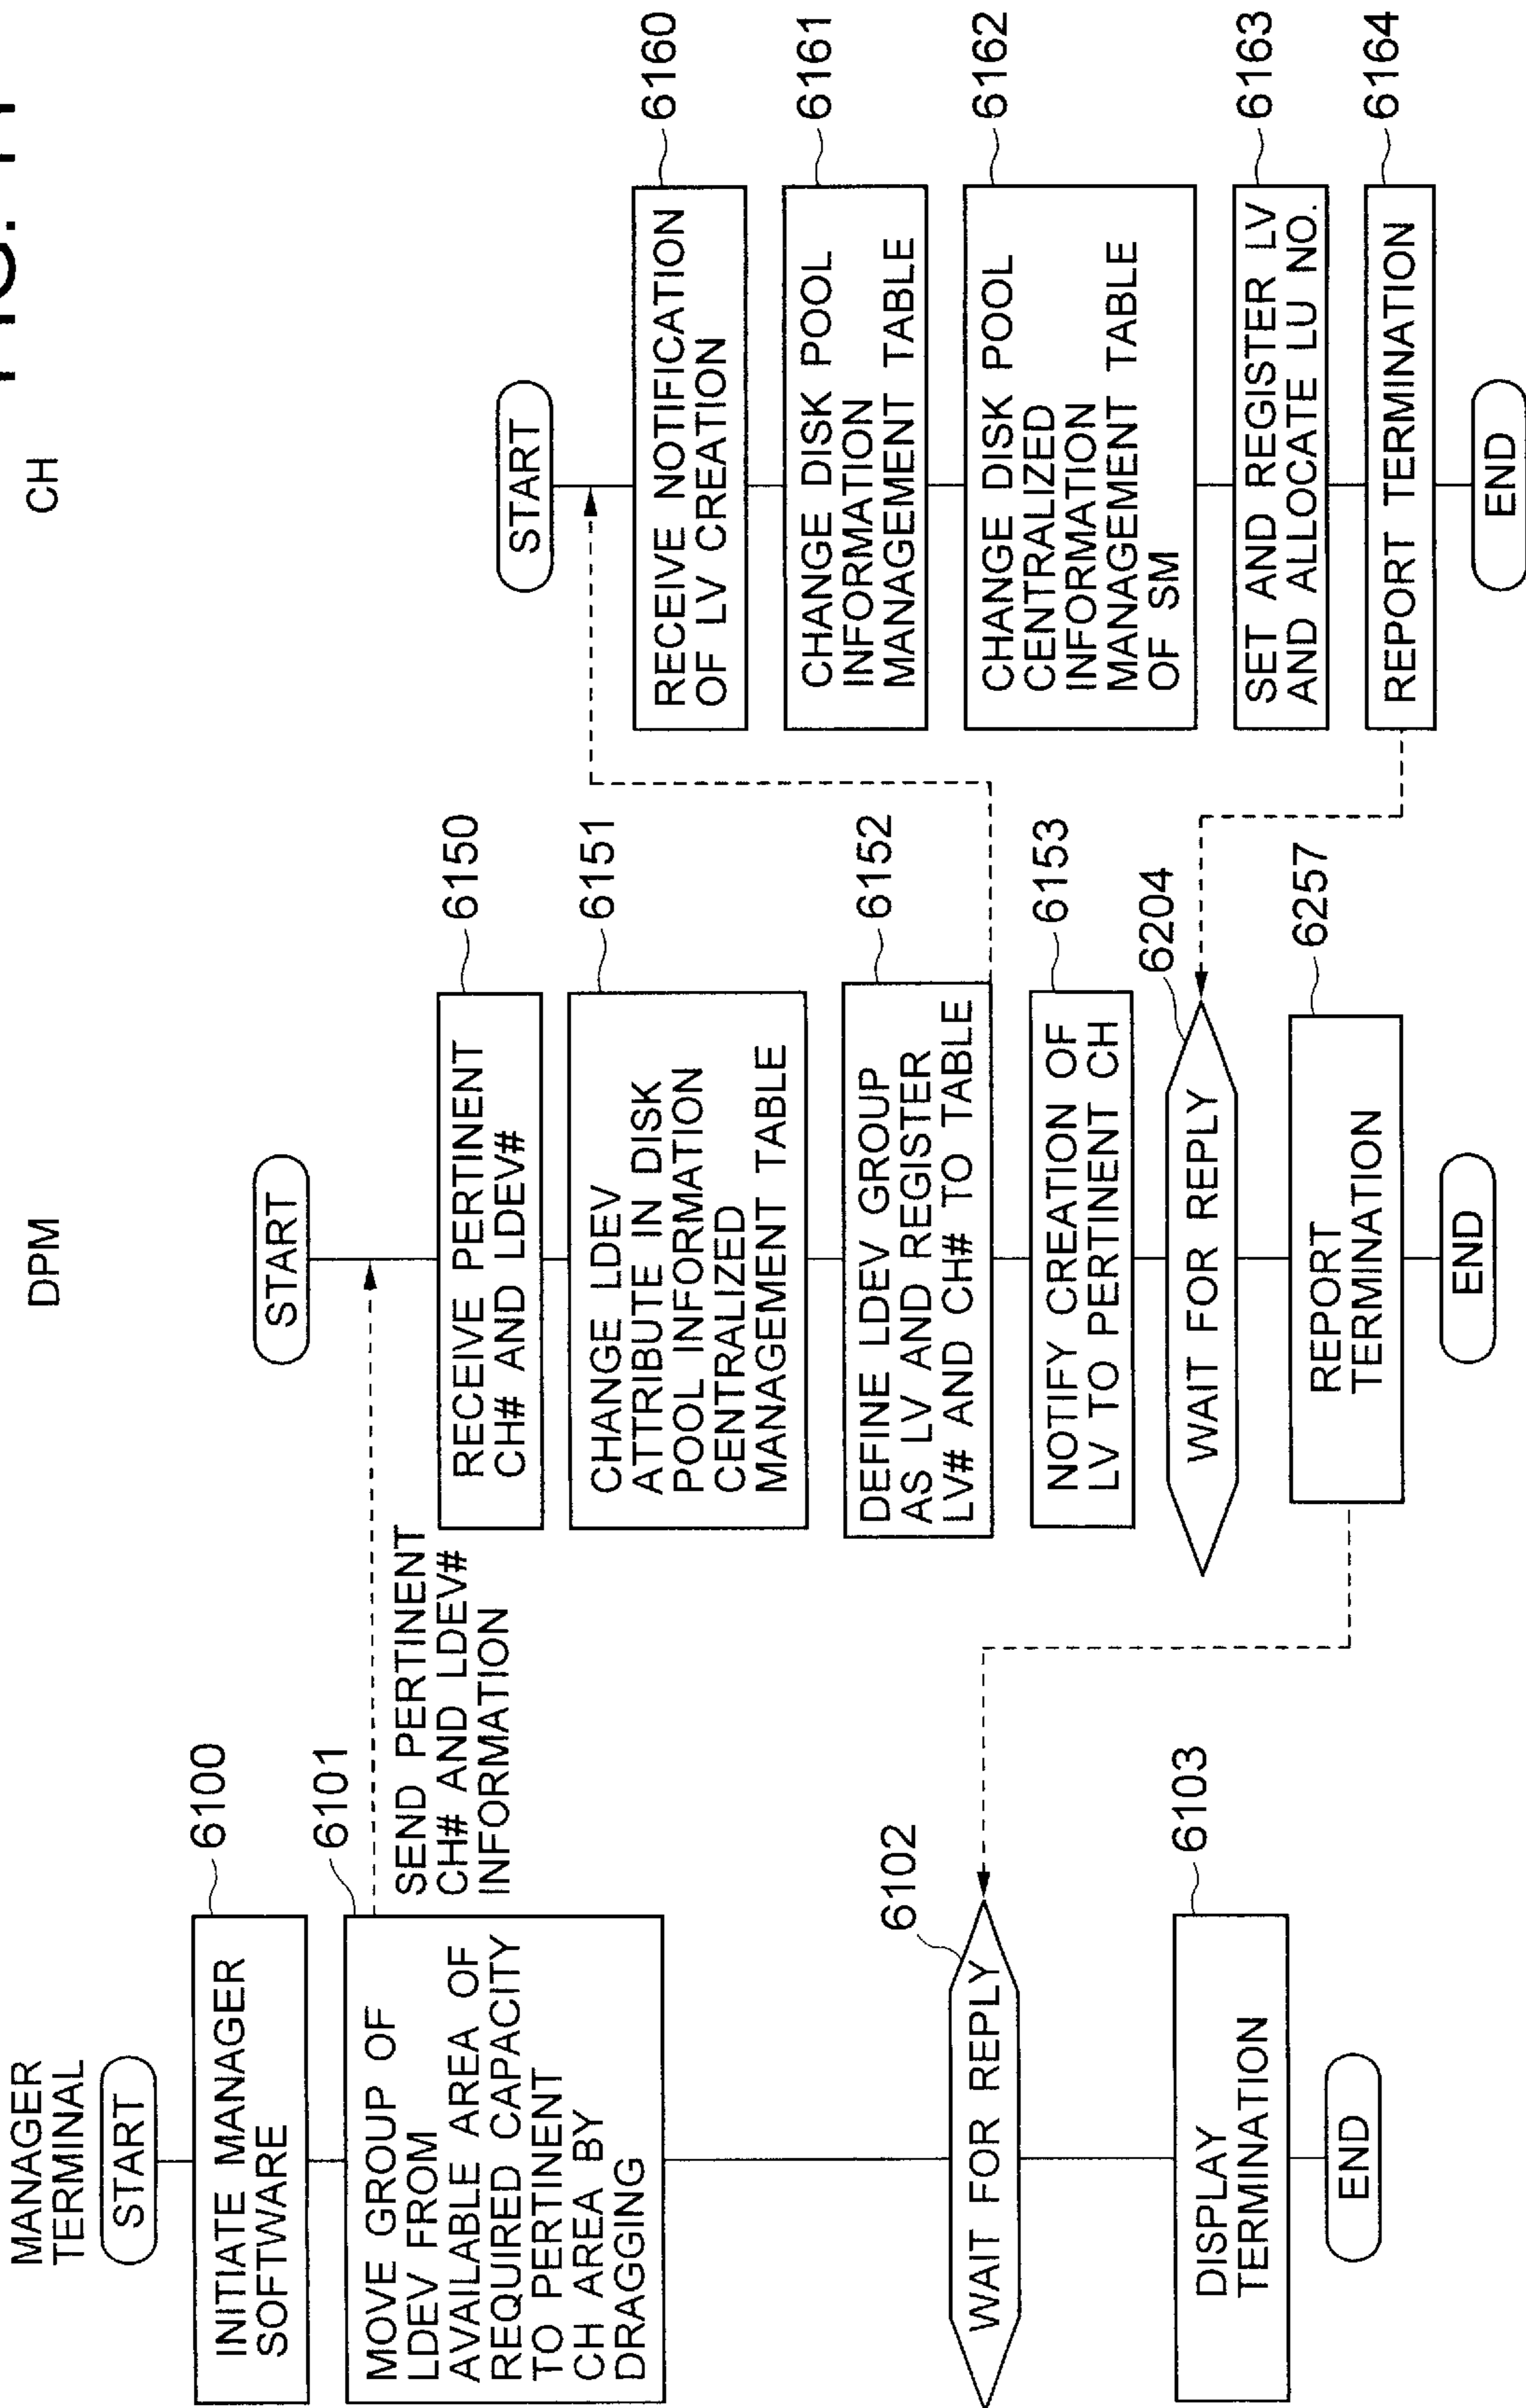 FIG.
MANAGER
TERMINAL
START
INITIATE MANAGER
SOFTWARE
6100
MOVE GROUP OF
LDEV FROM
AVAILABLE AREA OF
REQUIRED CAPACITY
TO PERTINENT
CH AREA BY
DRAGGING
6101
SEND PERTINENT
CH# AND LDEV#
INFORMATION
WAIT FOR REPLY
6102
DISPLAY
TERMINATION
6103
END
DPM
START
RECEIVE PERTINENT
CH# AND LDEV#
6150
CHANGE LDEV
ATTRIBUTE IN DISK
POOL INFORMATION
CENTRALIZED
MANAGEMENT TABLE
6151
DEFINE LDEV GROUP
AS LV AND REGISTER
LV# AND CH# TO TABLE
6152
NOTIFY CREATION OF
LV TO PERTINENT CH
6153
WAIT FOR REPLY
6204
REPORT
TERMINATION
6257
END
CH
START
RECEIVE NOTIFICATION
OF LV CREATION
6160
CHANGE DISK POOL
INFORMATION
MANAGEMENT TABLE
6161
CHANGE DISK POOL
CENTRALIZED
INFORMATION
MANAGEMENT TABLE
OF SM
6162
SET AND REGISTER LV
AND ALLOCATE LU NO.
6163
REPORT TERMINATION
6164
END